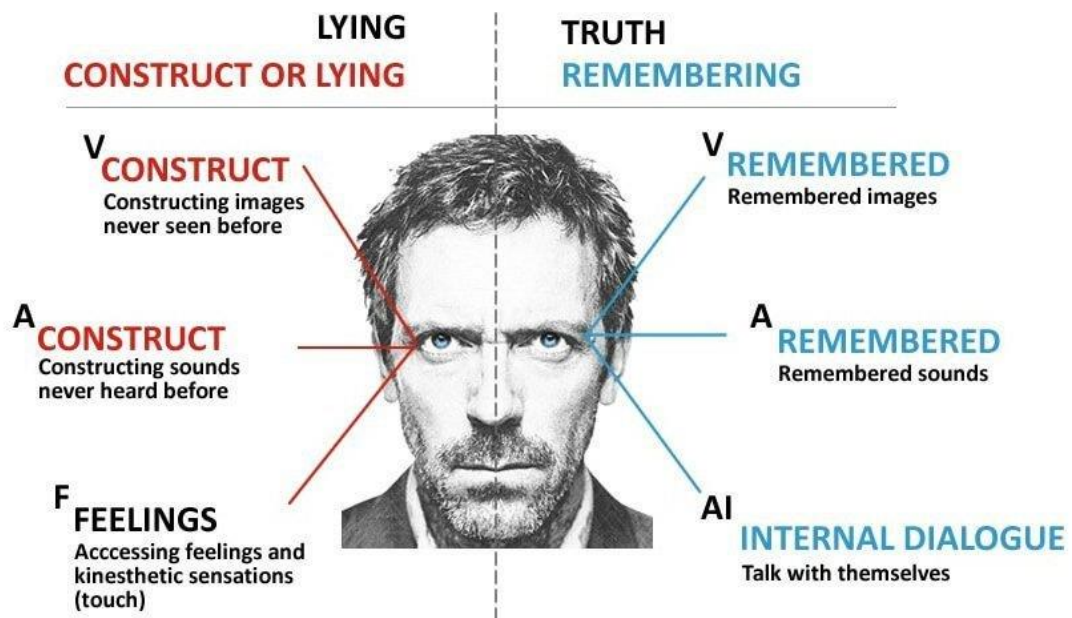 LYING
CONSTRUCT OR LYING
TRUTH
REMEMBERING
V
CONSTRUCT
Constructing images
never seen before
V
REMEMBERED
Remembered images
A
CONSTRUCT
Constructing sounds
never heard before
A
REMEMBERED
Remembered sounds
F
FEELINGS
Acccessing feelings and
kinesthetic sensations
(touch)
AI
INTERNAL DIALOGUE
Talk with themselves